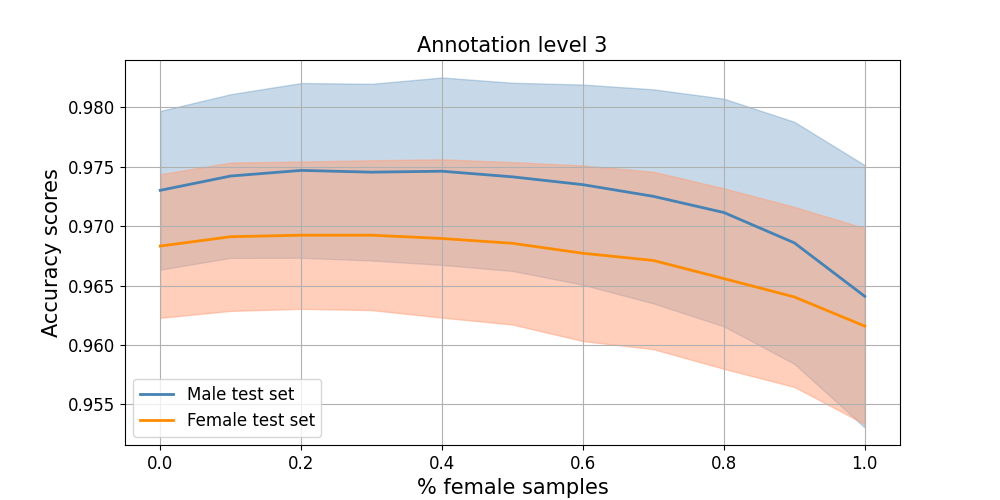 Annotation level 3
Accuracy scores
0.980
0.975
0.970
0.965
0.960
0.955
Male test set
Female test set
0.0 0.2 0.4 0.6 0.8 1.0
% female samples